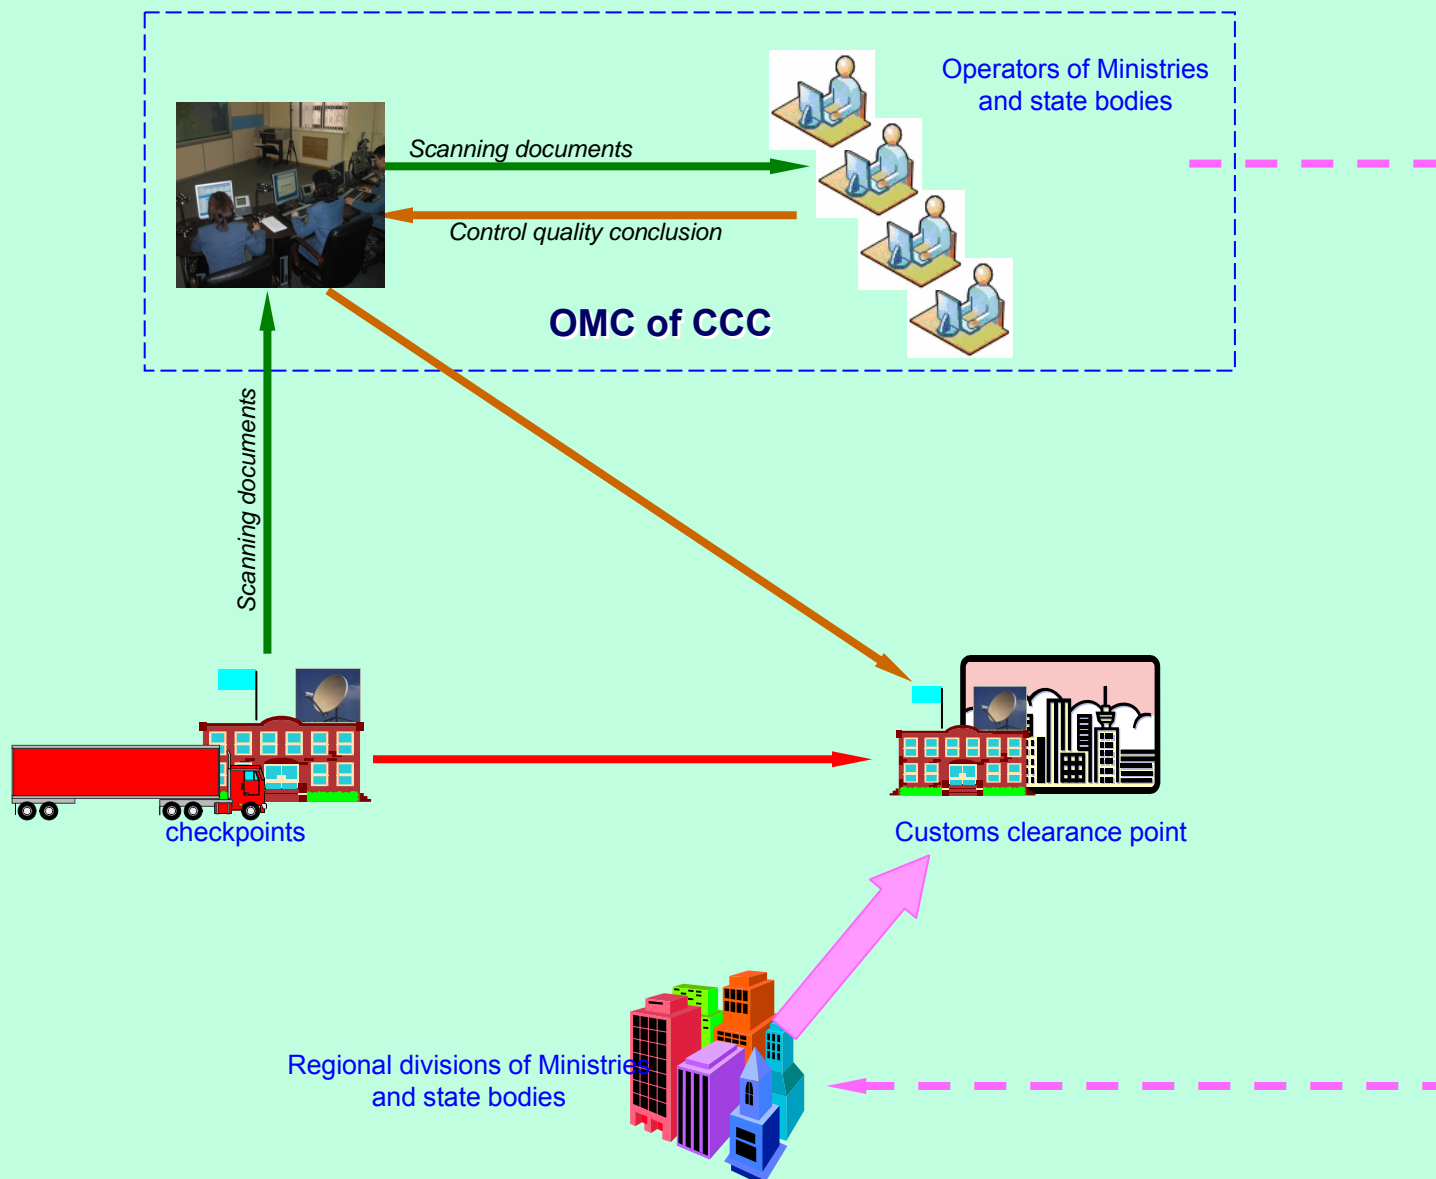 Operators of Ministries
and state bodies
Scanning documents
Control quality conclusion
OMC of CCC
Scanning documents
checkpoints
Customs clearance point
Regional divisions of Ministries
and state bodies